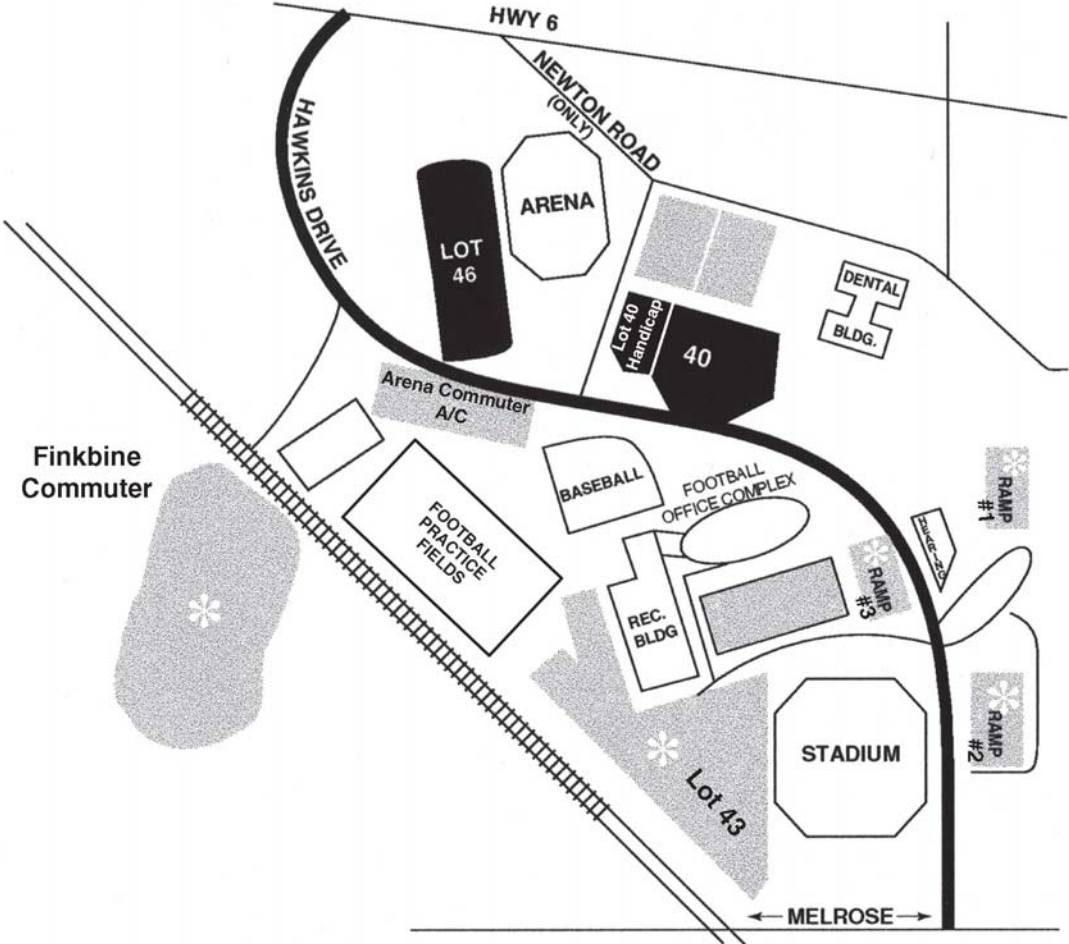 HWY 6
NEWTON ROAD
(ONLY)
HAWKINS DRIVE
ARENA
LOT
46
DENTAL
BLDG.
Lot 40
Handicap
40
Arena Commuter
A/C
Finkbine
Commuter
BASEBALL
FOOTBALL
OFFICE COMPLEX
RAMP
#1
FOOTBALL
PRACTICE
FIELDS
HEARING
RAMP
#3
REC.
BLDG
STADIUM
RAMP
#2
Lot 43
MELROSE